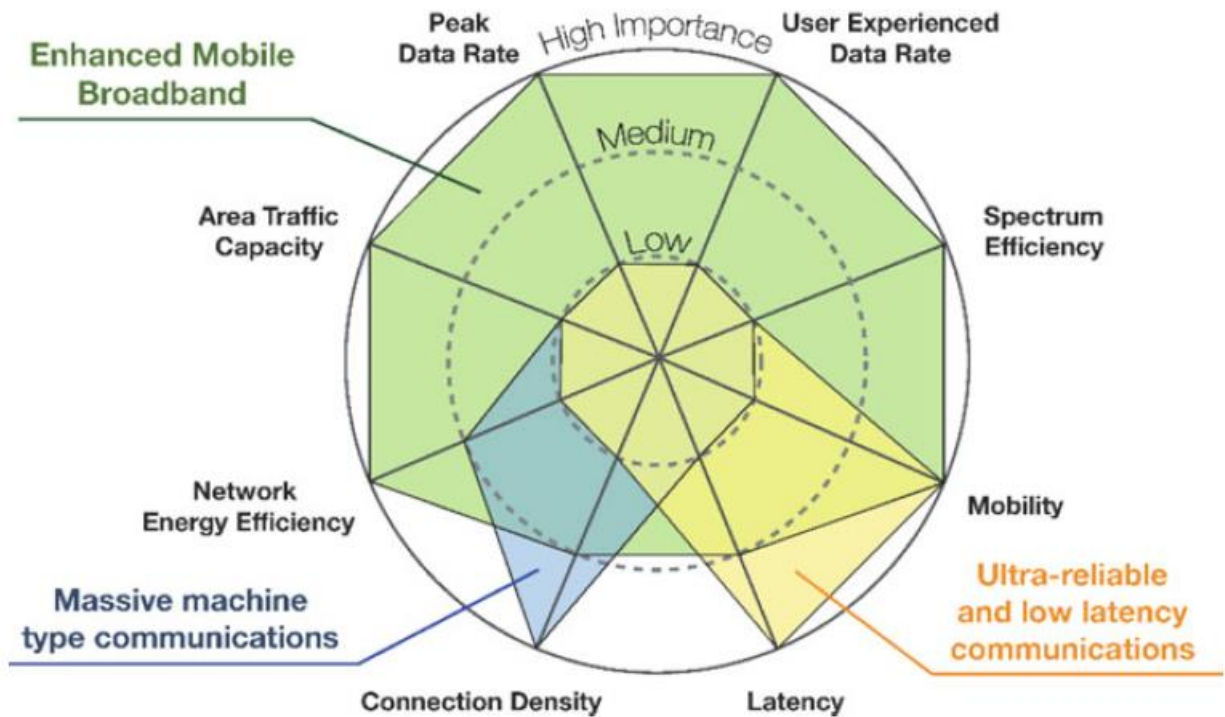 Peak
Data Rate
High Importance
User Experienced
Data Rate
Enhanced Mobile
Broadband
Medium
Area Traffic
Capacity
Low
Spectrum
Efficiency
Network
Energy Efficiency
Mobility
Massive machine
type communications
Ultra-reliable
and low latency
communications
Connection Density
Latency